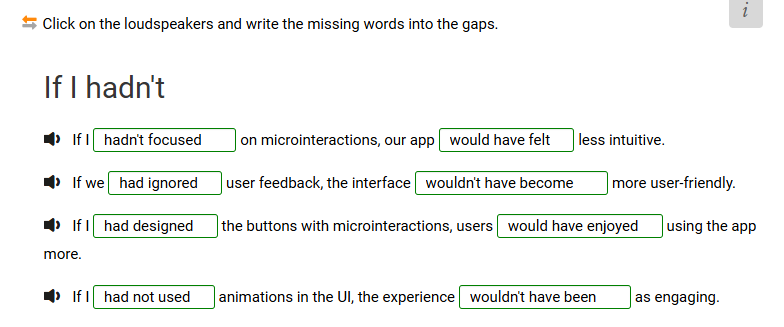 Click on the loudspeakers and write the missing words into the gaps.
i
If I hadn't
If I hadn't focused on microinteractions, our app would have felt less intuitive.
If we had ignored user feedback, the interface wouldn't have become more user-friendly.
If I had designed the buttons with microinteractions, users would have enjoyed using the app
more.
If I had not used animations in the UI, the experience wouldn't have been as engaging.